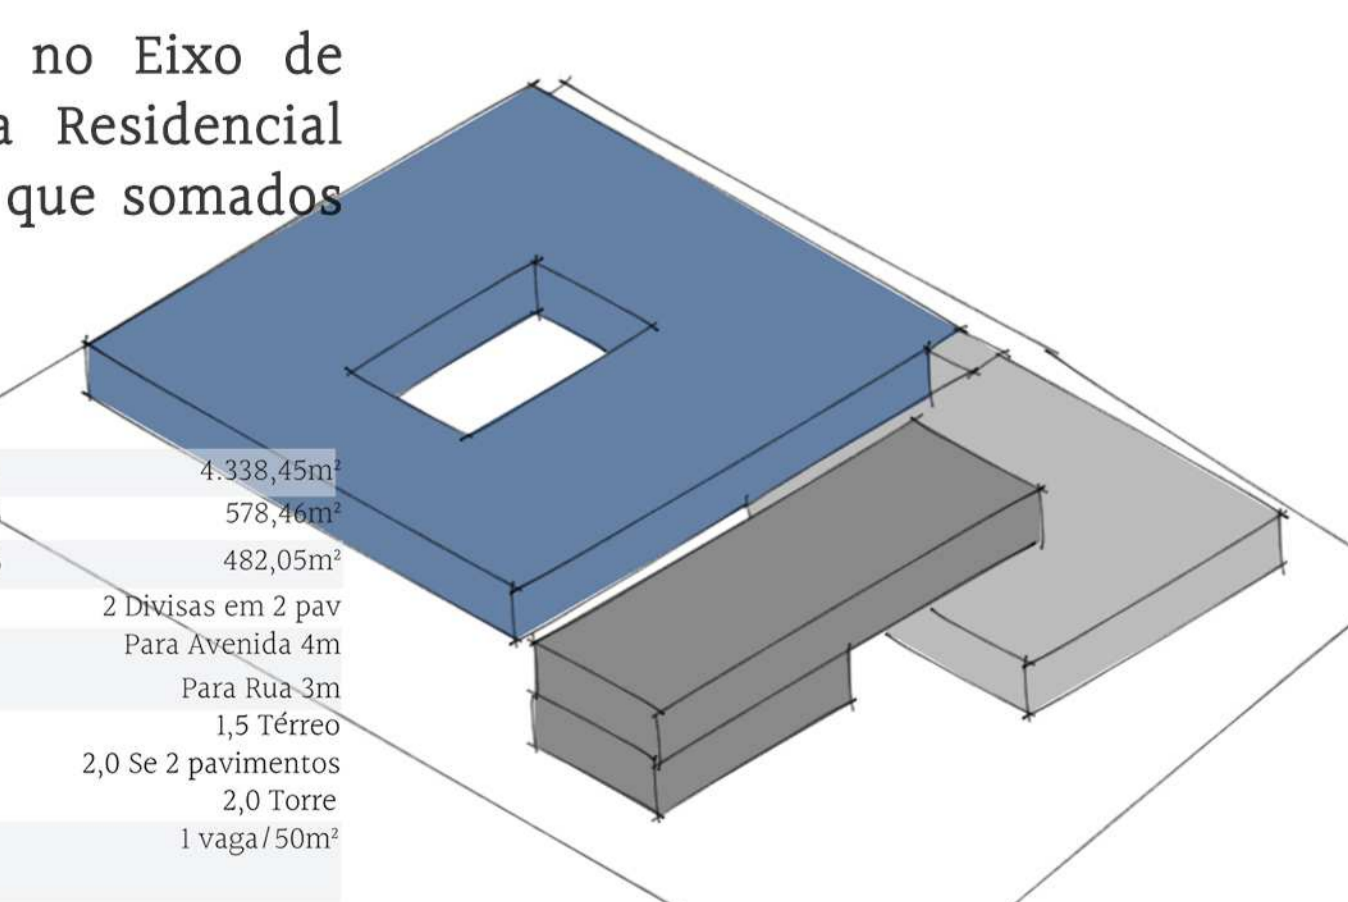 no Eixo de
a Residencial
que somados
4.338,45m²
578,46m²
482,05m²
2 Divisas em 2 pav
Para Avenida 4m
Para Rua 3m
1,5 Térreo
2,0 Se 2 pavimentos
2,0 Torre
1 vaga/50m²